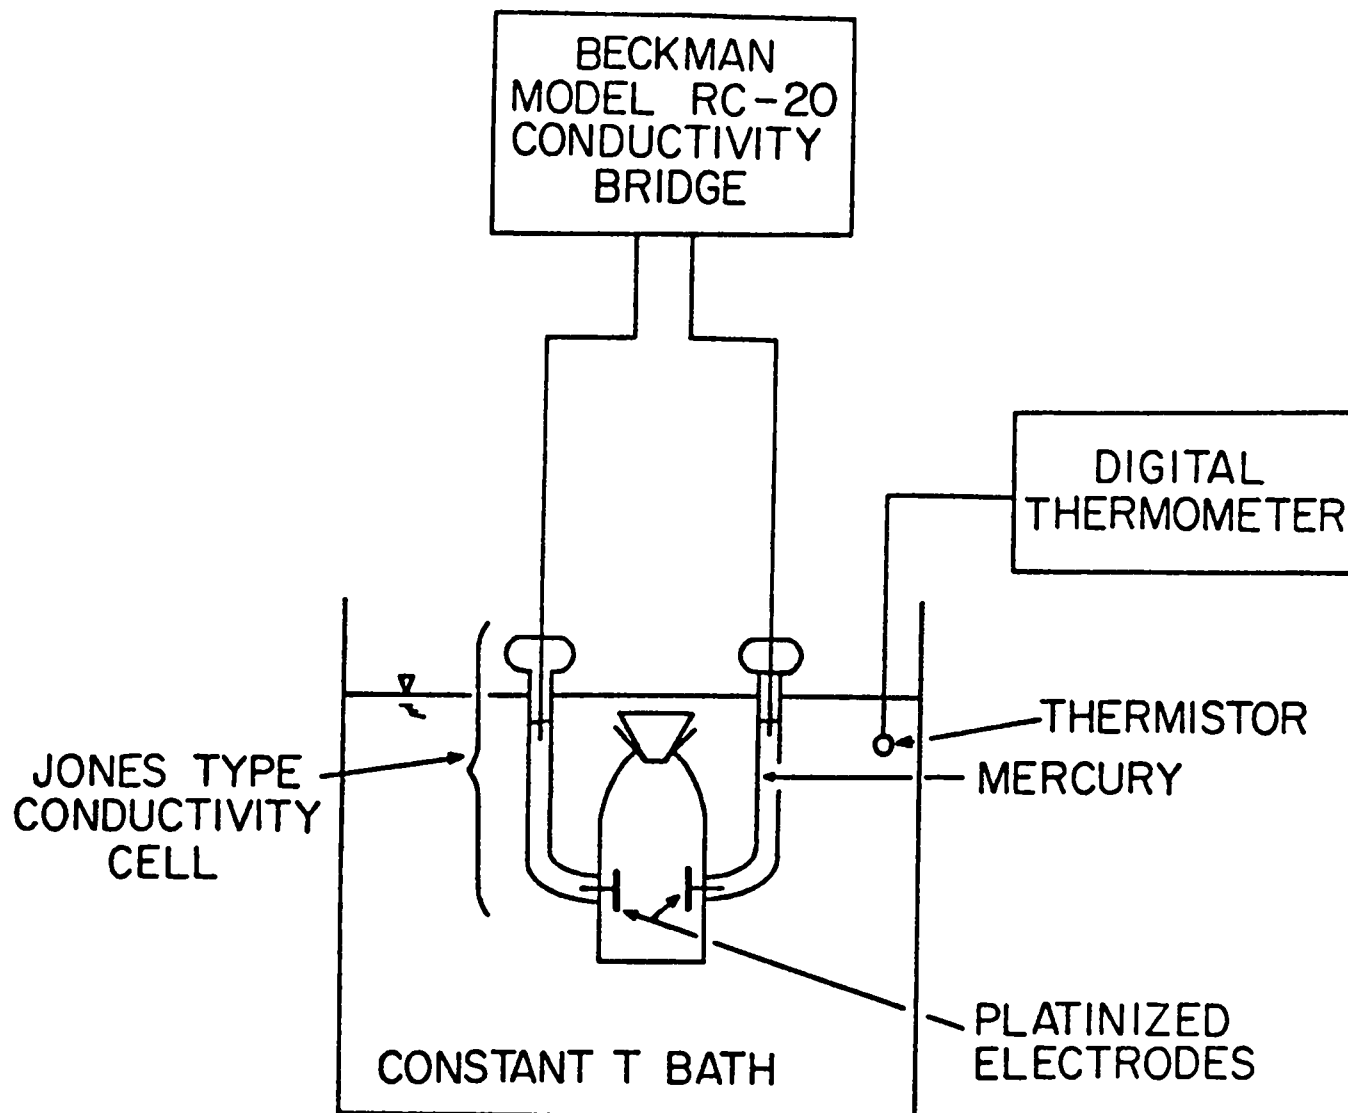 BECKMAN
MODEL RC-20
CONDUCTIVITY
BRIDGE
DIGITAL
THERMOMETER
THERMISTOR
MERCURY
JONES TYPE
CONDUCTIVITY
CELL
PLATINIZED
ELECTRODES
CONSTANT T BATH